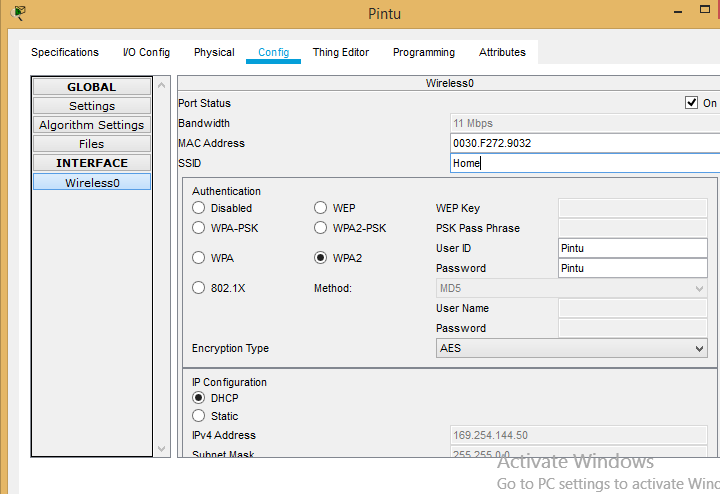 Pintu
Specifications I/O Config Physical Config Thing Editor Programming Attributes
GLOBAL
Settings
Algorithm Settings
Files
INTERFACE
Wireless0
Wireless0
Port Status On
Bandwidth 11 Mbps
MAC Address 0030.F272.9032
SSID Home
Authentication
Disabled WEP WEP Key
WPA-PSK WPA2-PSK PSK Pass Phrase
User ID Pintu
WPA WPA2
Password Pintu
802.1X Method: MD5
User Name
Password
Encryption Type AES
IP Configuration
DHCP
Static
IPv4 Address 169.254.144.50
Subnet Mask 255.255.0.0
Activate Windows
Go to PC settings to activate Winc